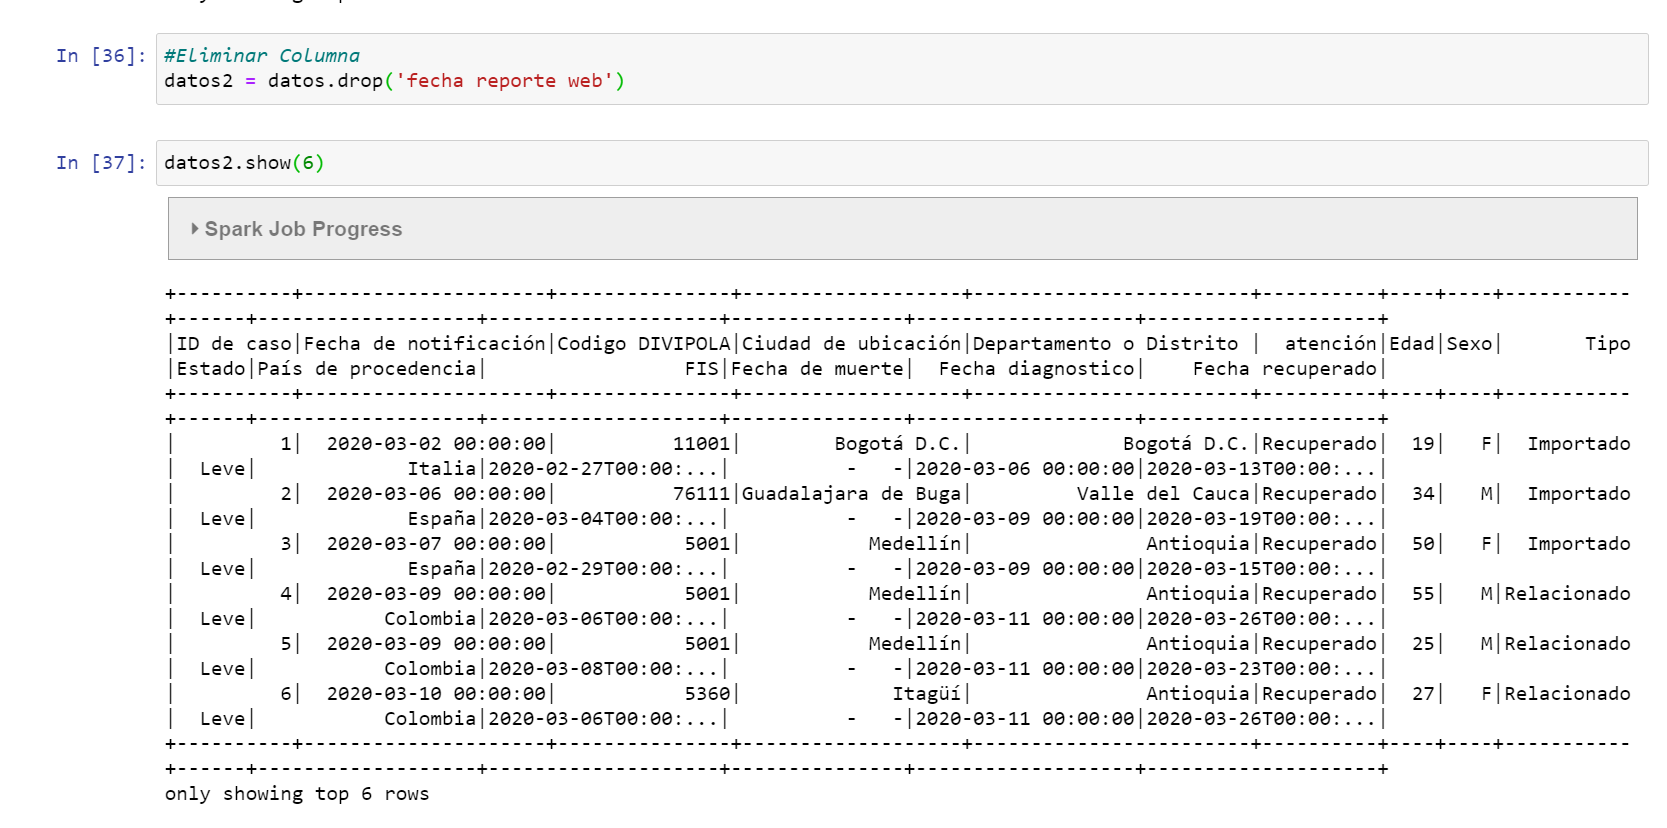 In [36]: #Eliminar Columna
datos2 = datos.drop('fecha reporte web')
In [37]: datos2.show(6)
Spark Job Progress
+----------+---------------------+---------------+-------------------+------------------------+----------+----+----+-----------
+------+-------------------+--------------------+---------------+-------------------+--------------------+
|ID de caso|Fecha de notificación|Codigo DIVIPOLA|Ciudad de ubicación|Departamento o Distrito |  atención|Edad|Sexo|       Tipo
|Estado|País de procedencia|                 FIS|Fecha de muerte|  Fecha diagnostico|    Fecha recuperado|
+----------+---------------------+---------------+-------------------+------------------------+----------+----+----+-----------
+------+-------------------+--------------------+---------------+-------------------+--------------------+
|         1|  2020-03-02 00:00:00|          11001|        Bogotá D.C.|             Bogotá D.C.|Recuperado|  19|   F|  Importado
|  Leve|             Italia|2020-02-27T00:00:...|          -   -|2020-03-06 00:00:00|2020-03-13T00:00:...|
|         2|  2020-03-06 00:00:00|          76111|Guadalajara de Buga|         Valle del Cauca|Recuperado|  34|   M|  Importado
|  Leve|             España|2020-03-04T00:00:...|          -   -|2020-03-09 00:00:00|2020-03-19T00:00:...|
|         3|  2020-03-07 00:00:00|           5001|           Medellín|               Antioquia|Recuperado|  50|   F|  Importado
|  Leve|             España|2020-02-29T00:00:...|          -   -|2020-03-09 00:00:00|2020-03-15T00:00:...|
|         4|  2020-03-09 00:00:00|           5001|           Medellín|               Antioquia|Recuperado|  55|   M|Relacionado
|  Leve|           Colombia|2020-03-06T00:00:...|          -   -|2020-03-11 00:00:00|2020-03-26T00:00:...|
|         5|  2020-03-09 00:00:00|           5001|           Medellín|               Antioquia|Recuperado|  25|   M|Relacionado
|  Leve|           Colombia|2020-03-08T00:00:...|          -   -|2020-03-11 00:00:00|2020-03-23T00:00:...|
|         6|  2020-03-10 00:00:00|           5360|             Itagüí|               Antioquia|Recuperado|  27|   F|Relacionado
|  Leve|           Colombia|2020-03-06T00:00:...|          -   -|2020-03-11 00:00:00|2020-03-26T00:00:...|
+----------+---------------------+---------------+-------------------+------------------------+----------+----+----+-----------
+------+-------------------+--------------------+---------------+-------------------+--------------------+
only showing top 6 rows